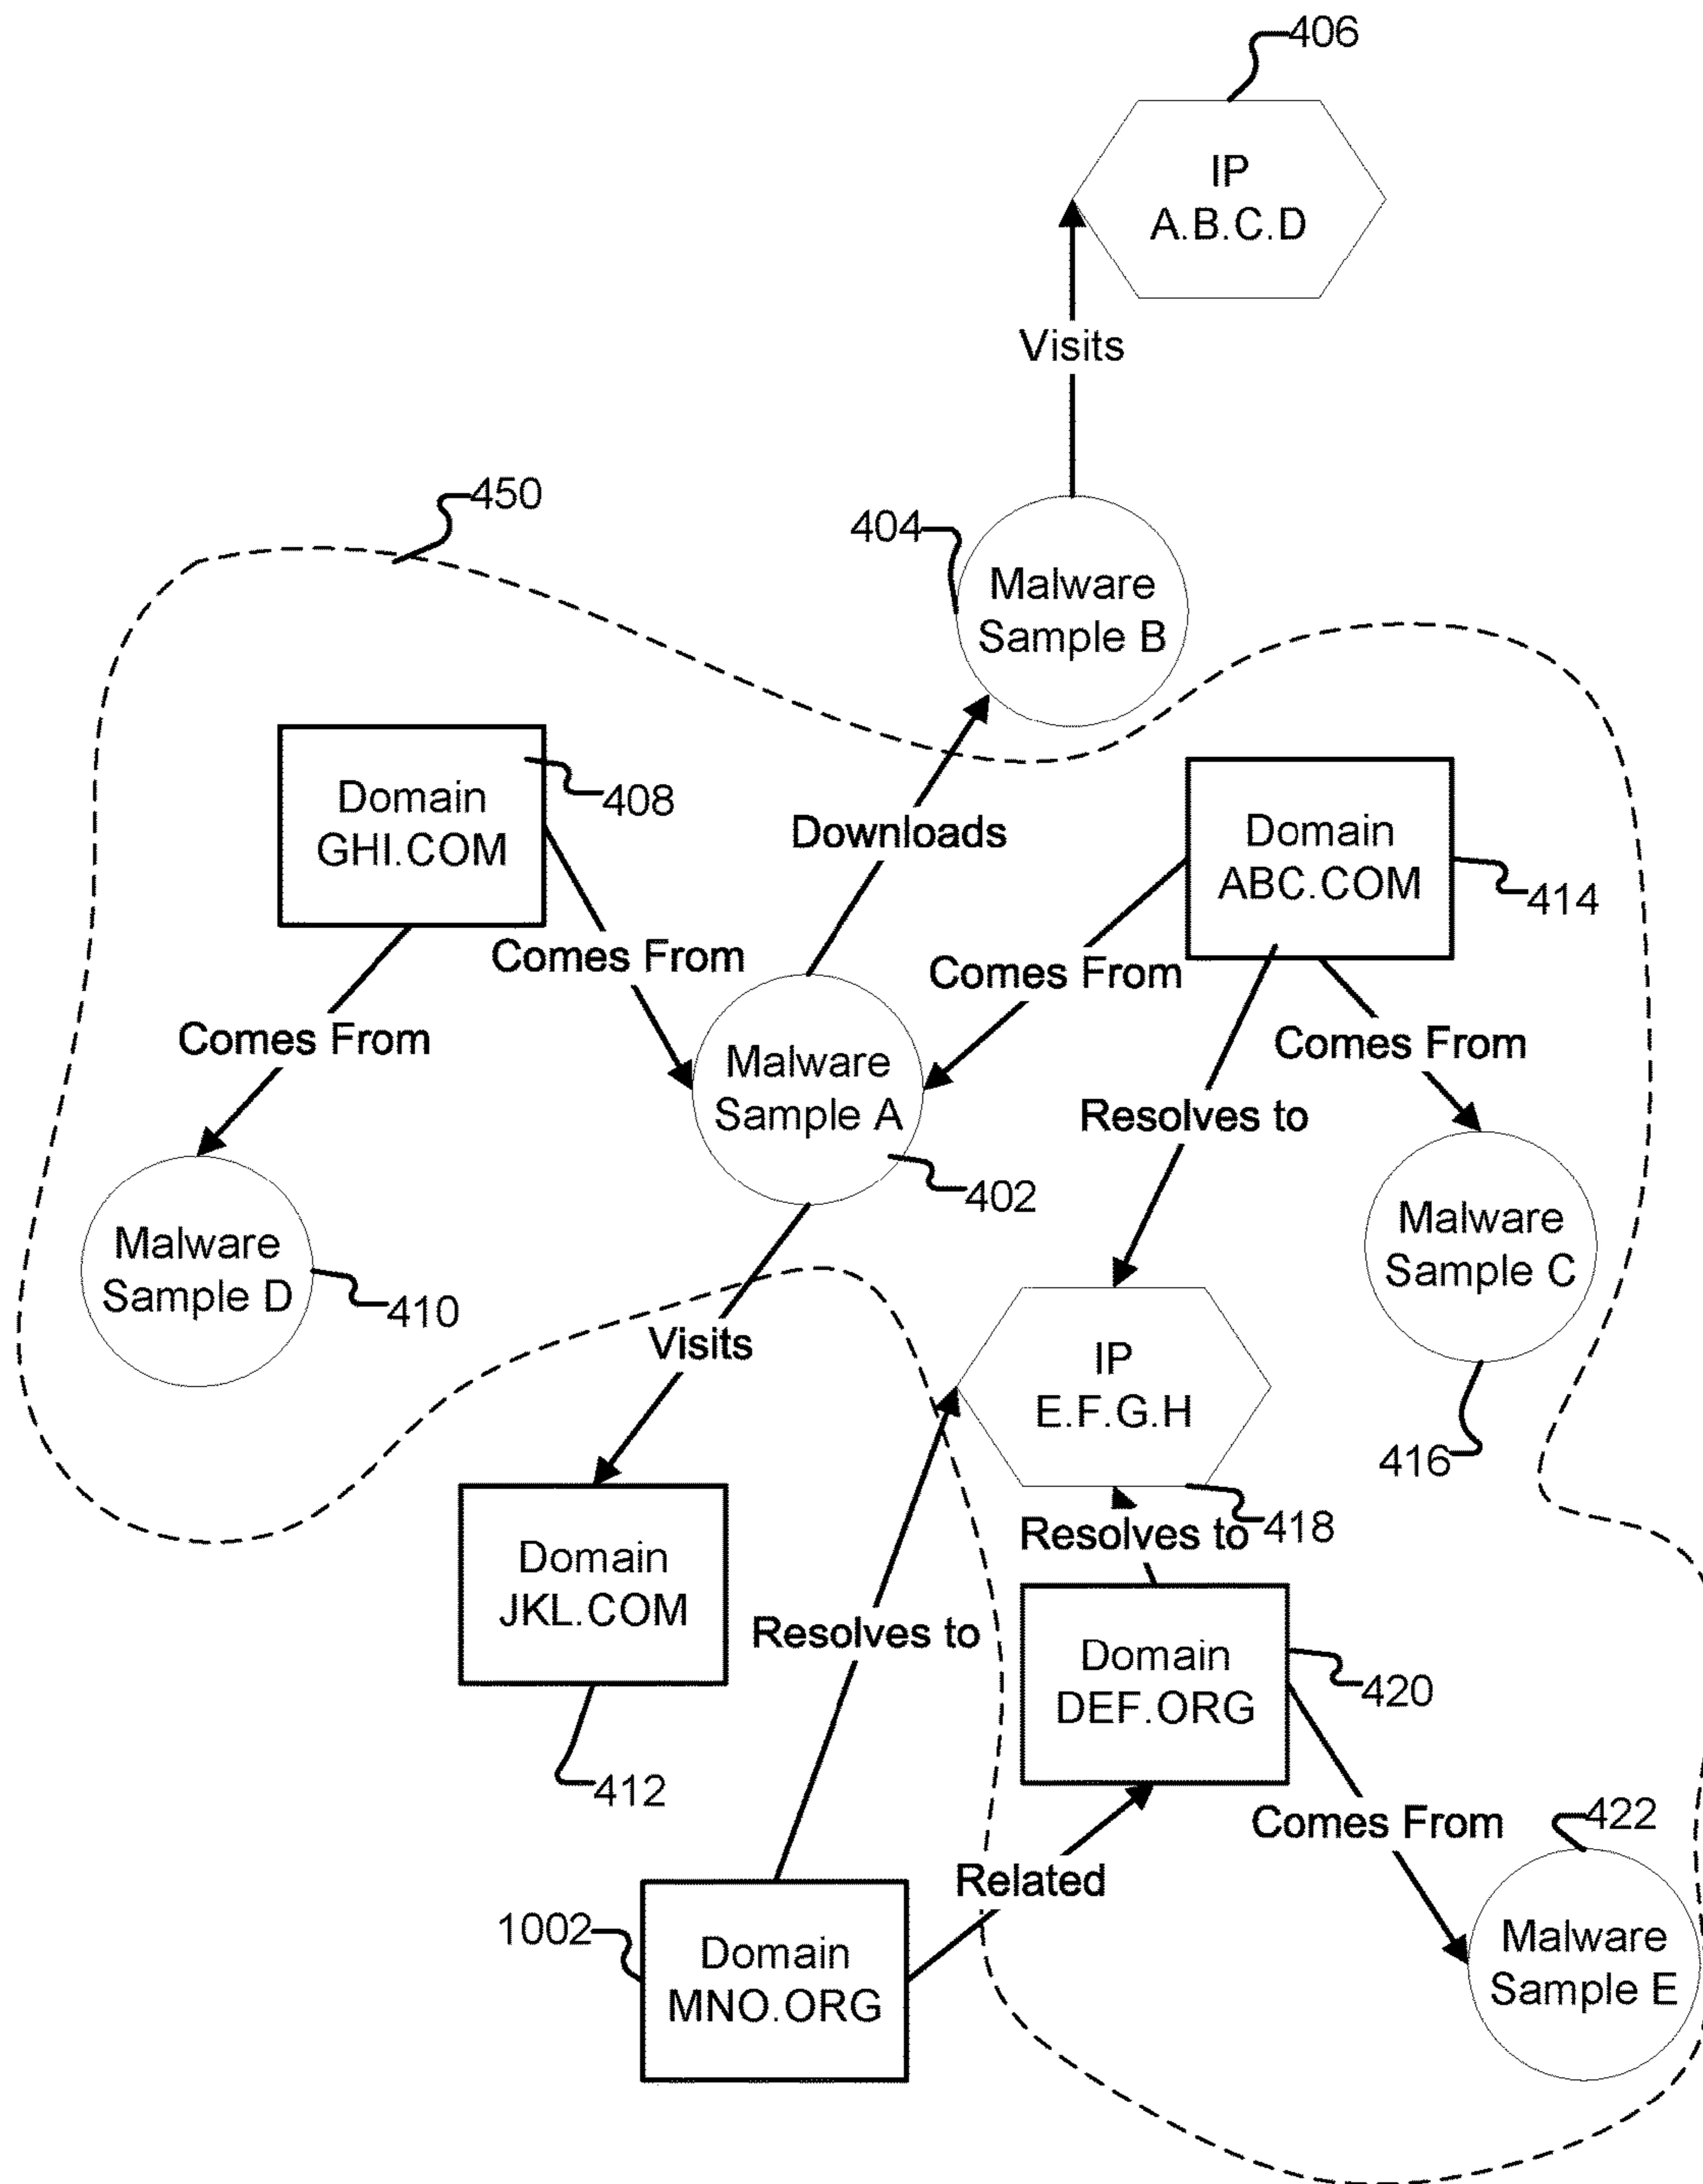 406
IP
A.B.C.D
Visits
450
404
Malware
Sample B
Domain
GHI.COM
408
Downloads
Domain
ABC.COM
414
Comes From
Comes From
Comes From
Comes From
Malware
Sample A
402
Resolves to
Malware
Sample D
410
Malware
Sample C
416
Visits
IP
E.F.G.H
418
Resolves to
Domain
JKL.COM
412
Resolves to
Domain
DEF.ORG
420
Comes From
422
Related
1002
Domain
MNO.ORG
Malware
Sample E